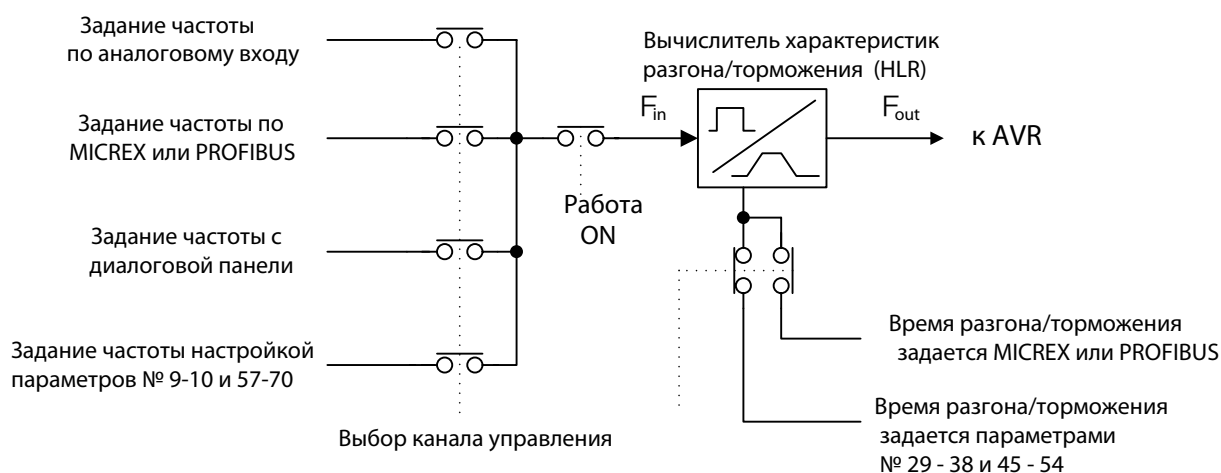 Задание частоты
по аналоговому входу
Задание частоты по
MICREX или PROFIBUS
Задание частоты с
диалоговой панели
Задание частоты настройкой
параметров № 9-10 и 57-70
Выбор канала управления
Работа
ON
Вычислитель характеристик
разгона/торможения (HLR)
Fin
Fout
к AVR
Время разгона/торможения
задается MICREX или PROFIBUS
Время разгона/торможения
задается параметрами
№ 29 - 38 и 45 - 54